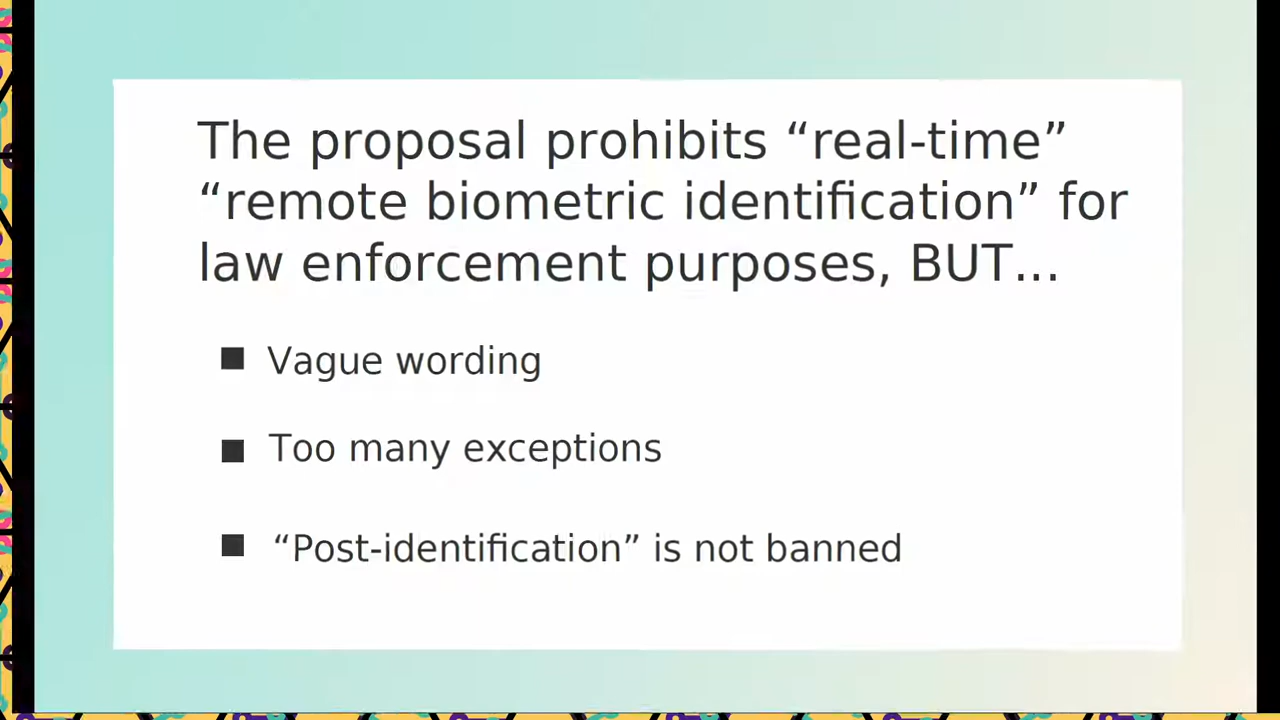 The proposal prohibits “real-time”
“remote biometric identification” for
law enforcement purposes, BUT...
■ Vague wording
■ Too many exceptions
■ “Post-identification” is not banned